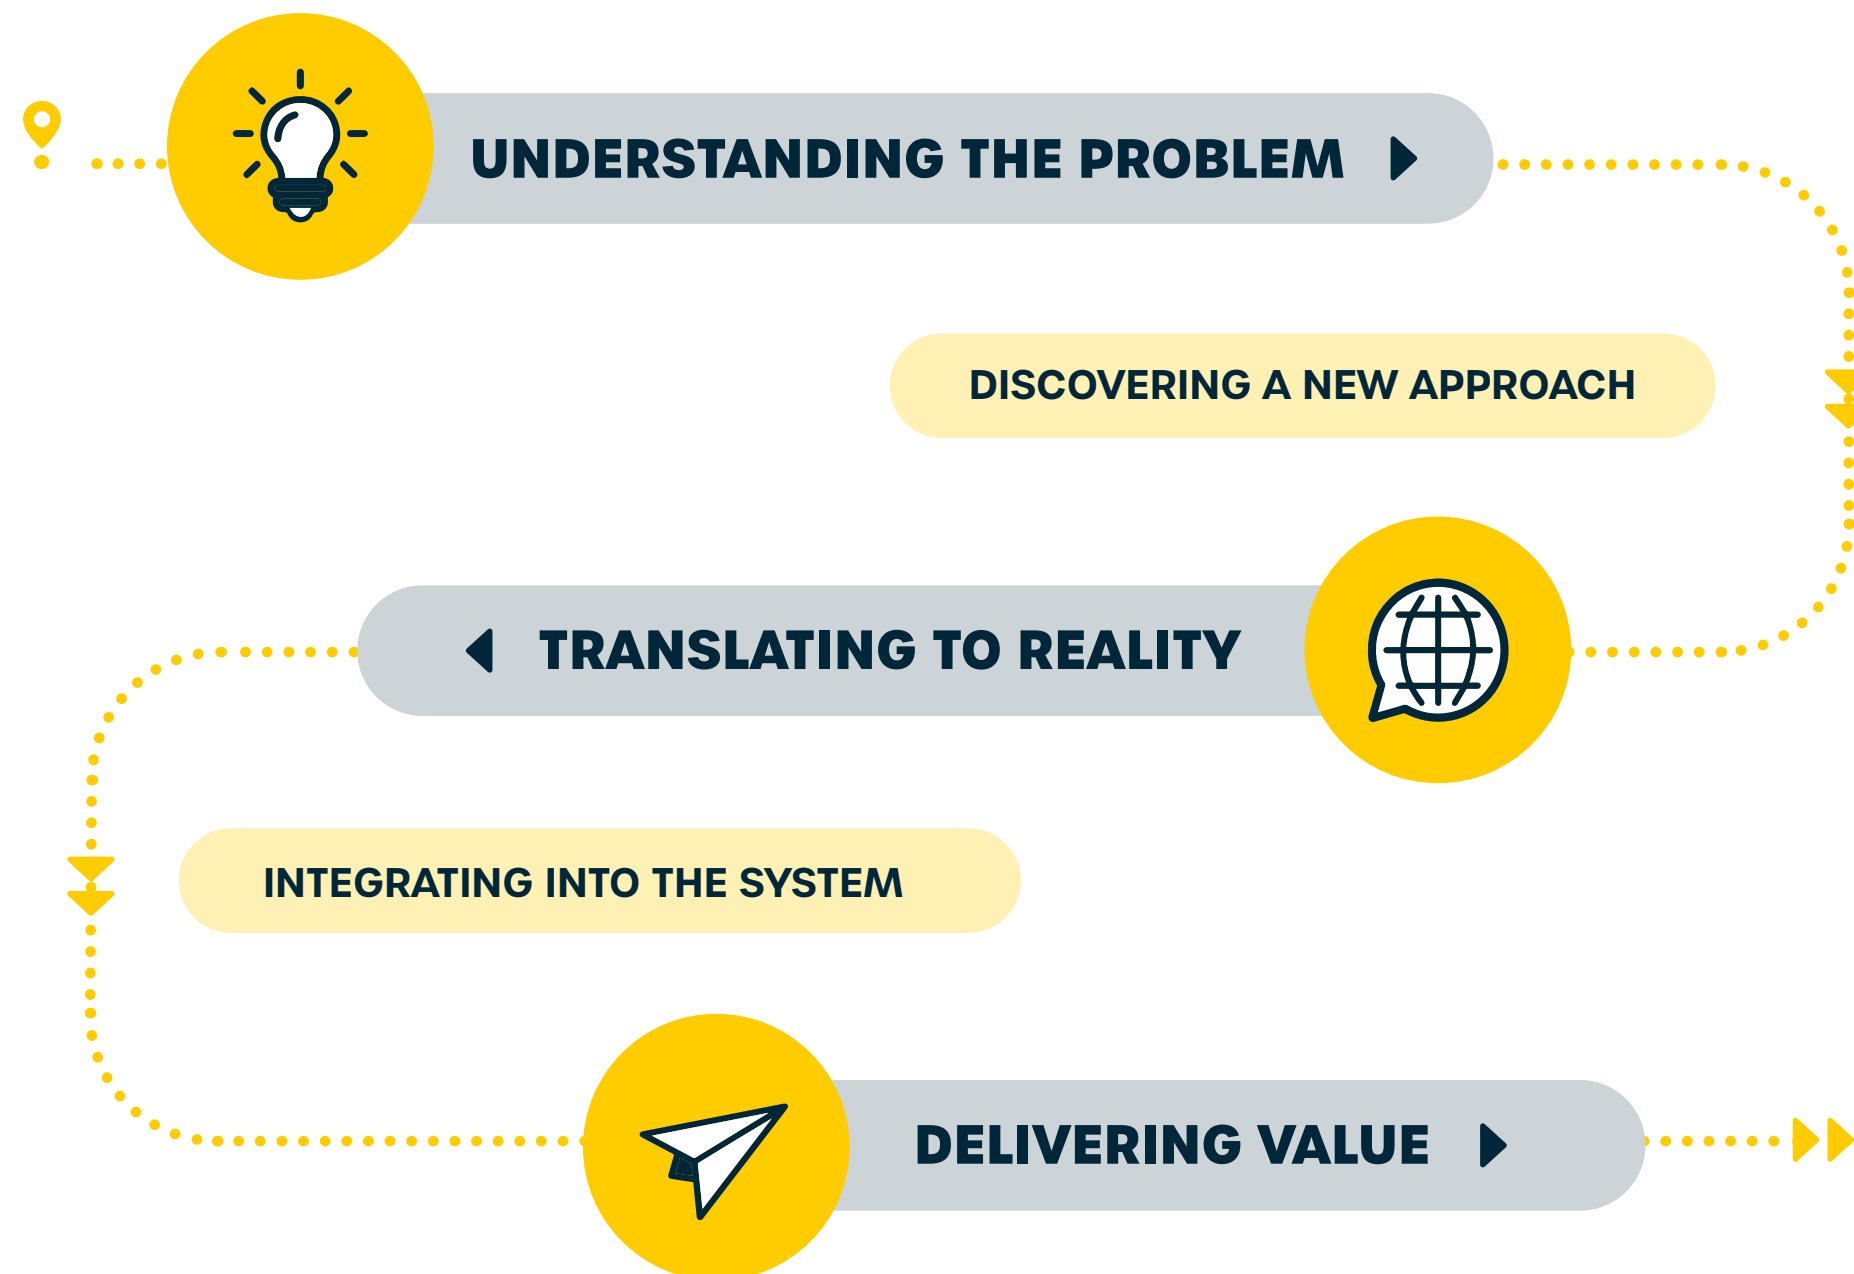 UNDERSTANDING THE PROBLEM
DISCOVERING A NEW APPROACH
TRANSLATING TO REALITY
INTEGRATING INTO THE SYSTEM
DELIVERING VALUE